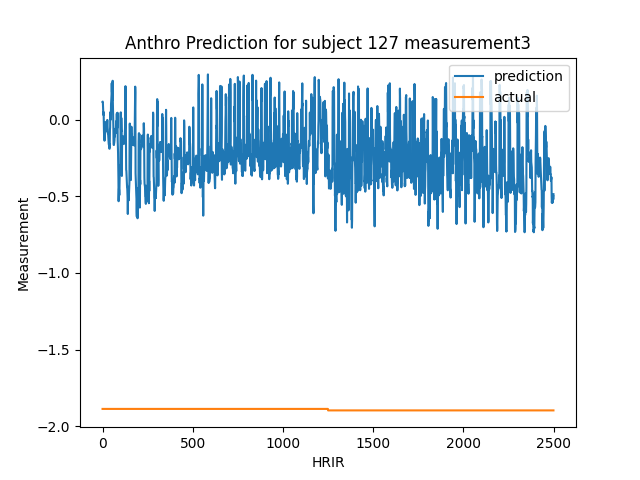 Anthro Prediction for subject 127 measurement3
prediction
actual
Measurement
0.0
−0.5
−1.0
−1.5
−2.0
0
500
1000
1500
2000
2500
HRIR